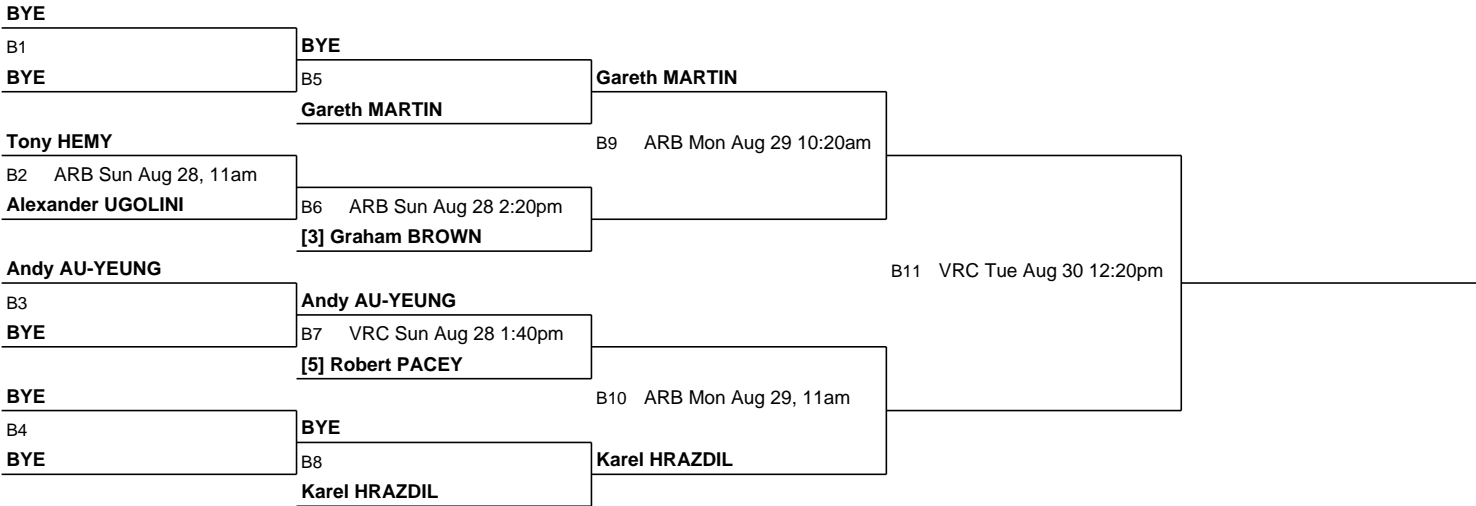 BYE
B1
BYE
BYE
B5
Gareth MARTIN
Gareth MARTIN
Tony HEMY
B2 ARB Sun Aug 28, 11am
Alexander UGOLINI
B6 ARB Sun Aug 28 2:20pm
[3] Graham BROWN
B9 ARB Mon Aug 29 10:20am
Andy AU-YEUNG
B3
BYE
Andy AU-YEUNG
B7 VRC Sun Aug 28 1:40pm
[5] Robert PACEY
B11 VRC Tue Aug 30 12:20pm
BYE
B4
BYE
BYE
B8
Karel HRAZDIL
B10 ARB Mon Aug 29, 11am
Karel HRAZDIL